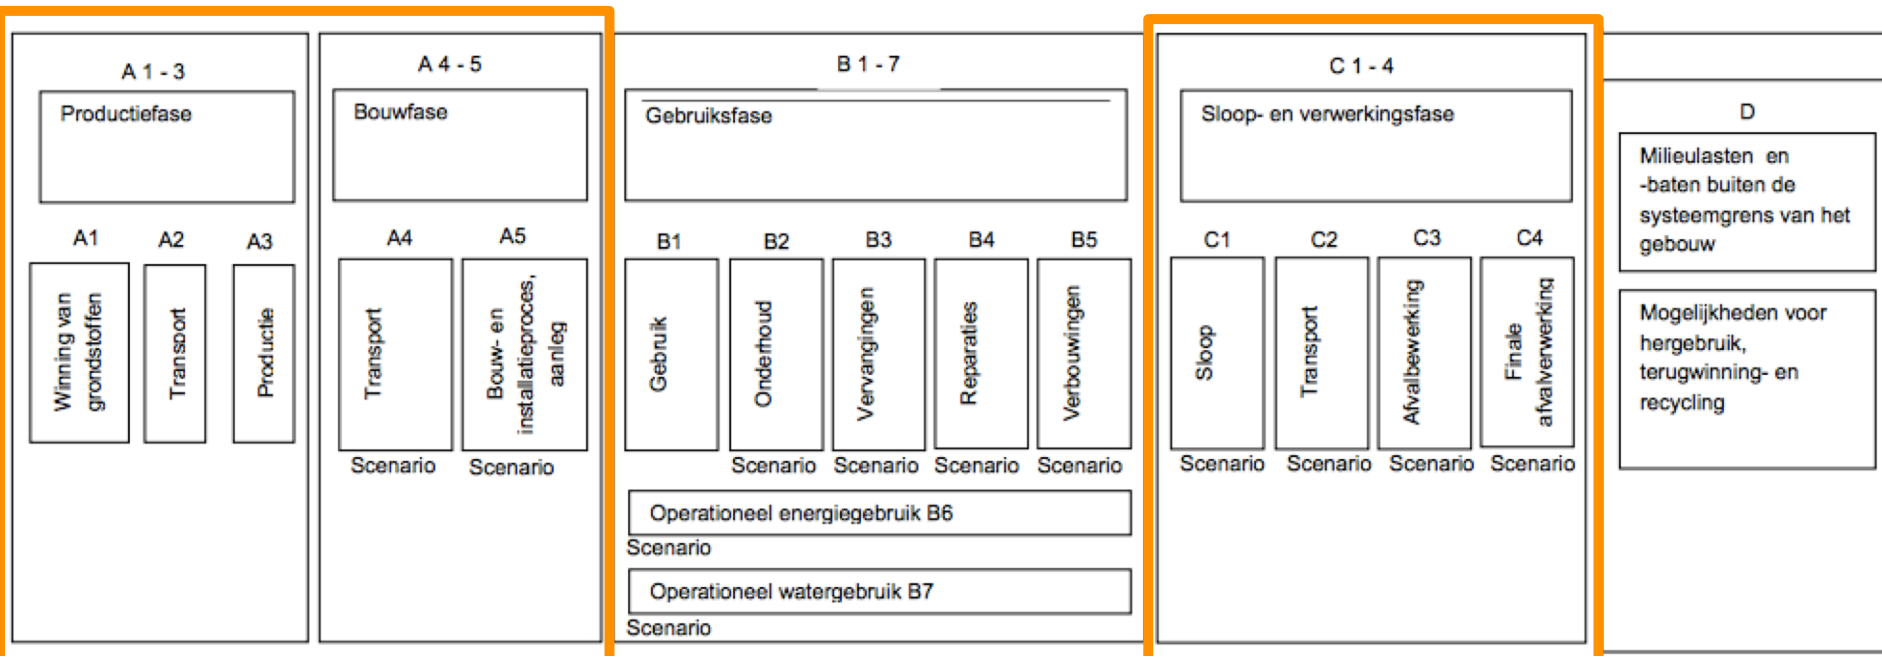 A 1 - 3
Productiefase
A1
A2
A3
Winning van
grondstoffen
Transport
Productie
A 4 - 5
Bouwfase
A4
A5
Transport
Bouw- en
installatieproces,
aanleg
Scenario
Scenario
B 1 - 7
Gebruiksfase
B1
B2
B3
B4
B5
Gebruik
Onderhoud
Vervangingen
Reparaties
Verbouwingen
Scenario
Scenario
Scenario
Scenario
Operationeel energiegebruik B6
Scenario
Operationeel watergebruik B7
Scenario
C 1 - 4
Sloop- en verwerkingsfase
C1
C2
C3
C4
Sloop
Transport
Afvalbewerking
Finale
afvalverwerking
Scenario
Scenario
Scenario
Scenario
D
Milieulasten en
-baten buiten de
systeemgrens van het
gebouw
Mogelijkheden voor
hergebruik,
terugwinning- en
recycling